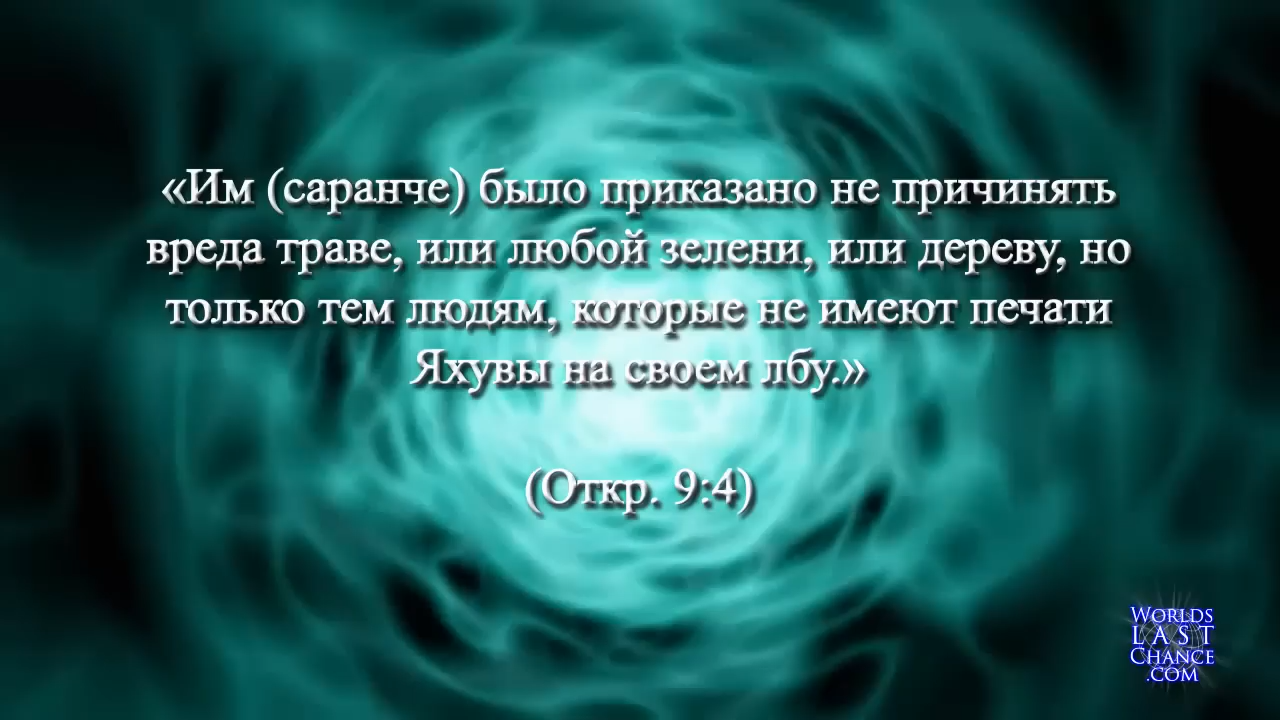 «Им (саранче) было приказано не причинять
вреда траве, или любой зелени, или дереву, но
только тем людям, которые не имеют печати
Яхувы на своем лбу.»
(Откр. 9:4)
WORLDS
LAST
CHANCE
.COM